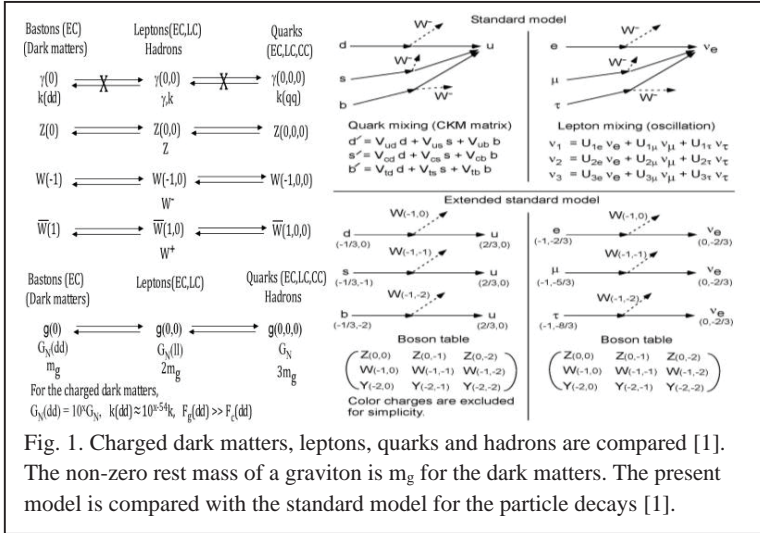 Bastons (EC)
(Dark matters)
Leptons(EC,LC)
Hadrons
Quarks
(EC,LC,CC)
γ(0)
k(dd)
X
γ(0,0)
γ,k
X
γ(0,0,0)
k(qq)
Z(0)
Z(0,0)
Z
Z(0,0,0)
W(-1)
W(-1,0)
W⁻
W(-1,0,0)
W̅(1)
W̅(1,0)
W⁺
W̅(1,0,0)
Bastons (EC)
(Dark matters)
Leptons(EC,LC)
Quarks (EC,LC,CC)
Hadrons
g(0)
G_N(dd)
m_g
g(0,0)
G_N(ll)
2m_g
g(0,0,0)
G_N
3m_g
For the charged dark matters,
G_N(dd) = 10ˣG_N, k(dd)≈10ˣ⁻⁵⁴k, F_g(dd) >> F_c(dd)
Standard model
d
W⁻
u
s
W⁻
b
W⁻
Quark mixing (CKM matrix)
d′ = V_ud d + V_us s + V_ub b
s′ = V_cd d + V_cs s + V_cb b
b′ = V_td d + V_ts s + V_tb b
e
W⁻
ν_e
μ
W⁻
τ
W⁻
Lepton mixing (oscillation)
ν₁ = U_1e ν_e + U_1μ ν_μ + U_1τ ν_τ
ν₂ = U_2e ν_e + U_2μ ν_μ + U_2τ ν_τ
ν₃ = U_3e ν_e + U_3μ ν_μ + U_3τ ν_τ
Extended standard model
W(-1,0)
d
u
(-1/3,0)
(2/3,0)
W(-1,-1)
s
u
(-1/3,-1)
(2/3,0)
W(-1,-2)
b
u
(-1/3,-2)
(2/3,0)
Boson table
Z(0,0) Z(0,-1) Z(0,-2)
W(-1,0) W(-1,-1) W(-1,-2)
Y(-2,0) Y(-2,-1) Y(-2,-2)
Color charges are excluded
for simplicity.
W(-1,0)
e
ν_e
(-1,-2/3)
(0,-2/3)
W(-1,-1)
μ
ν_e
(-1,-5/3)
(0,-2/3)
W(-1,-2)
τ
ν_e
(-1,-8/3)
(0,-2/3)
Boson table
Z(0,0) Z(0,-1) Z(0,-2)
W(-1,0) W(-1,-1) W(-1,-2)
Y(-2,0) Y(-2,-1) Y(-2,-2)
Fig. 1. Charged dark matters, leptons, quarks and hadrons are compared [1].
The non-zero rest mass of a graviton is m_g for the dark matters. The present
model is compared with the standard model for the particle decays [1].